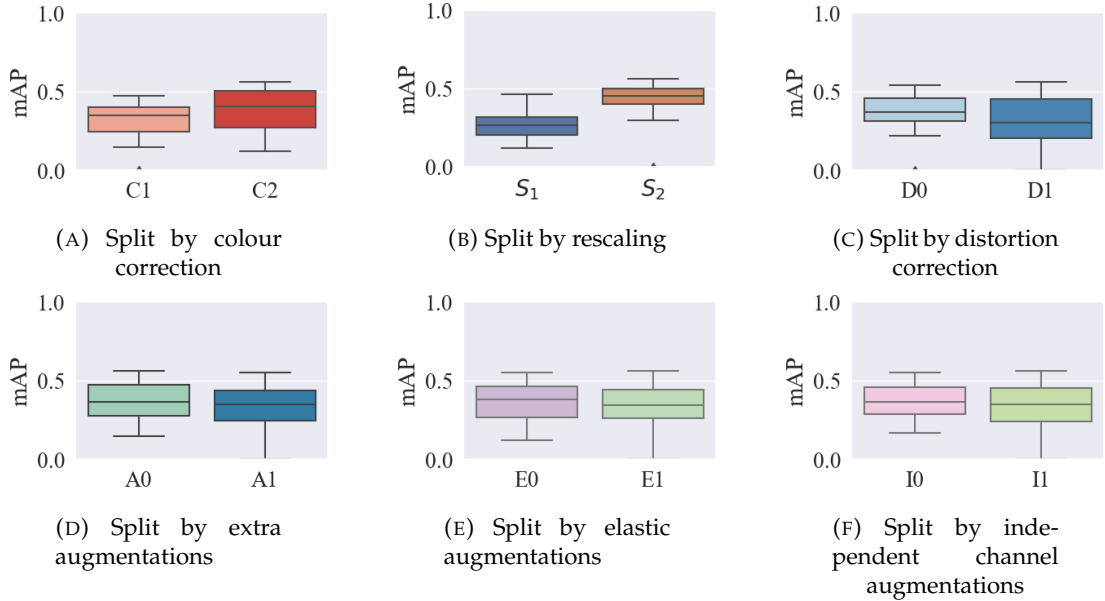 1.0
mAP
0.5
0.0
C1
C2
(A) Split by colour
correction
1.0
mAP
0.5
0.0
S1
S2
(B) Split by rescaling
1.0
mAP
0.5
0.0
D0
D1
(C) Split by distortion
correction
1.0
mAP
0.5
0.0
A0
A1
(D) Split by extra
augmentations
1.0
mAP
0.5
0.0
E0
E1
(E) Split by elastic
augmentations
1.0
mAP
0.5
0.0
I0
I1
(F) Split by inde-
pendent channel
augmentations